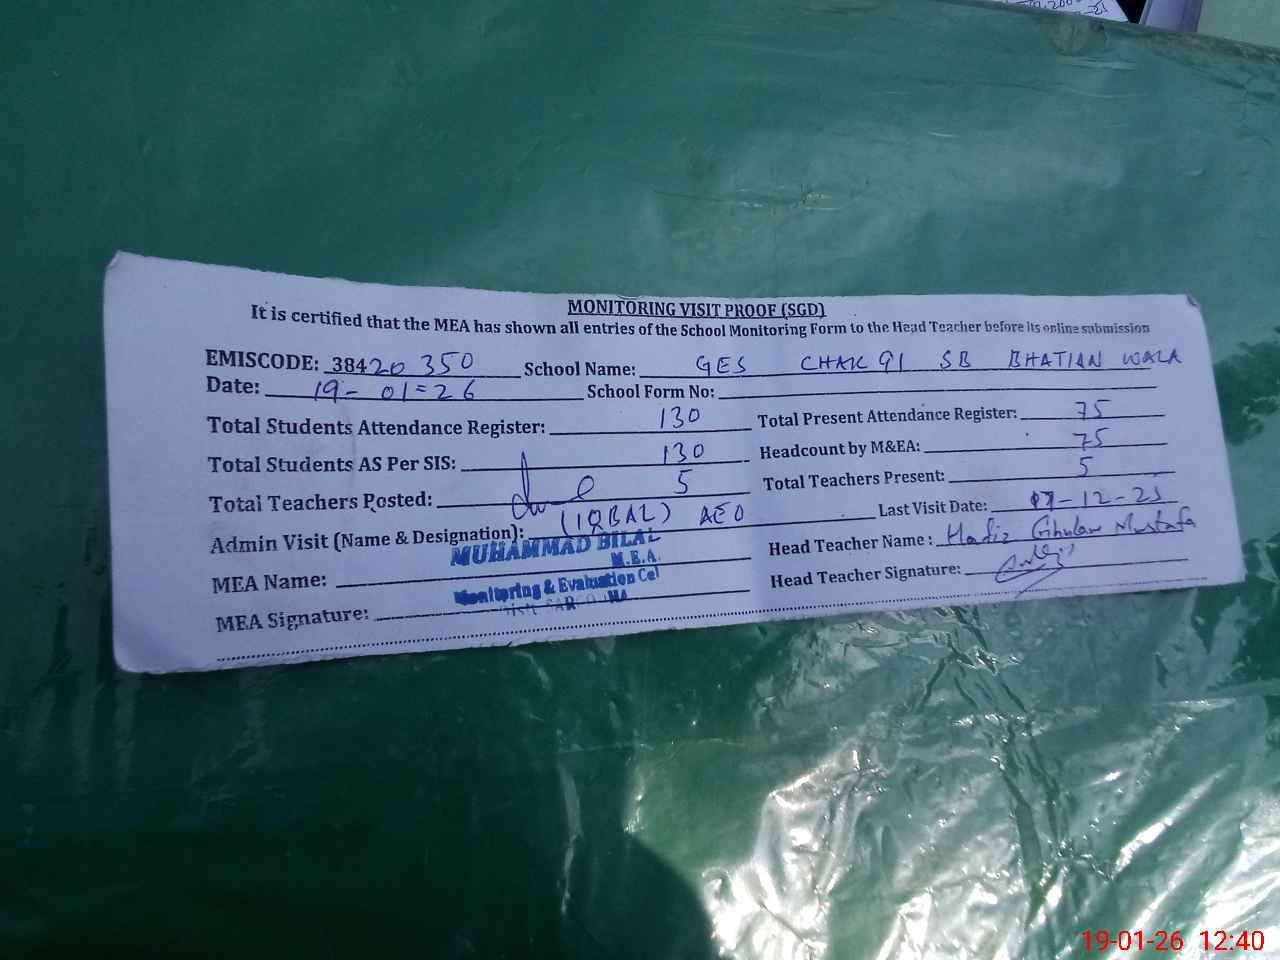 MONITORING VISIT PROOF (SGD)
It is certified that the MEA has shown all entries of the School Monitoring Form to the Head Teacher before its online submission
EMISCODE: 38420350 School Name: GES CHAK 91 SB BHATIAN WALA
Date: 19-01=26 School Form No:
Total Students Attendance Register: 130 Total Present Attendance Register: 75
Total Students AS Per SIS: 130 Headcount by M&EA: 75
Total Teachers Posted: 5 Total Teachers Present: 5
Admin Visit (Name & Designation): (IQBAL) AEO Last Visit Date: 17-12-25
MEA Name: MUHAMMAD BILAL Head Teacher Name: Hafiz Ghulam Mustafa
M.E.A.
Monitoring & Evaluation Cel
MEA Signature: Head Teacher Signature:
19-01-26 12:40